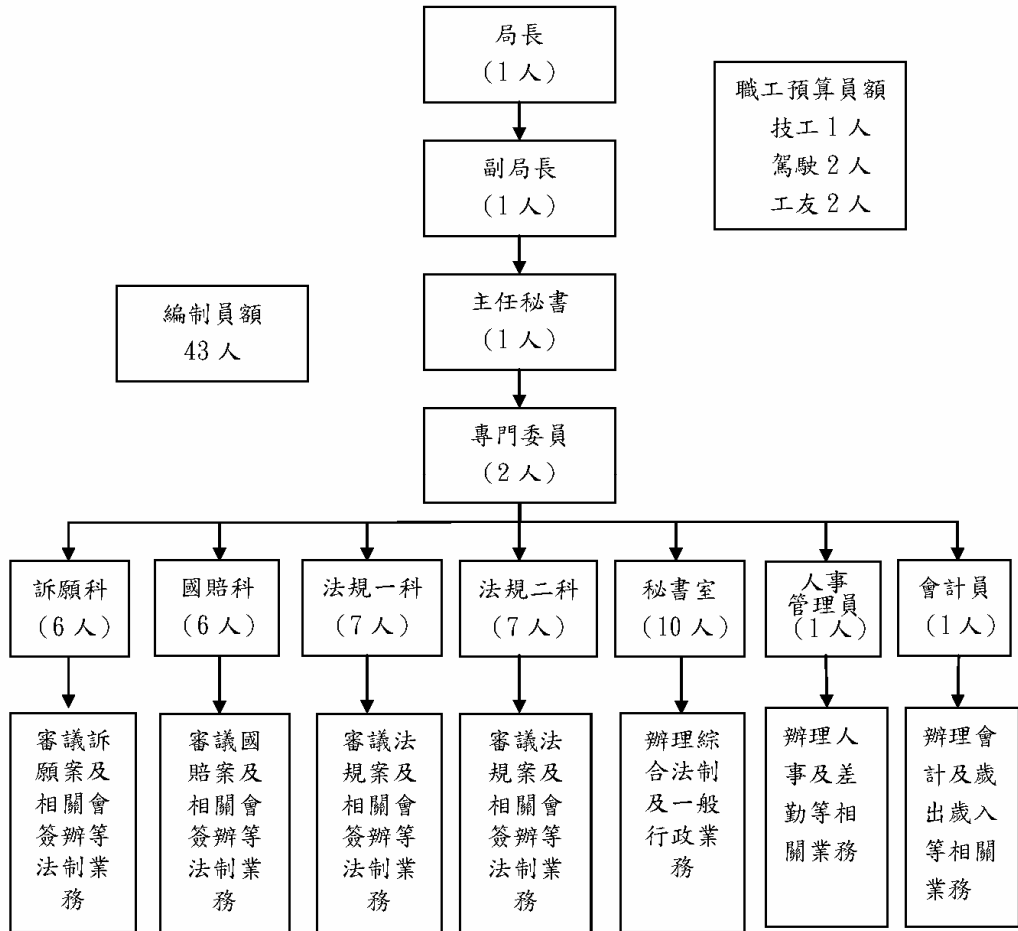 局長
(1人)
職工預算員額
技工1人
駕駛2人
工友2人
副局長
(1人)
編制員額
43人
主任秘書
(1人)
專門委員
(2人)
訴願科
(6人)
國賠科
(6人)
法規一科
(7人)
法規二科
(7人)
秘書室
(10人)
人事
管理員
(1人)
會計員
(1人)
審議訴
願案及
相關會
簽辦等
法制業
務
審議國
賠案及
相關會
簽辦等
法制業
務
審議法
規案及
相關會
簽辦等
法制業
務
審議法
規案及
相關會
簽辦等
法制業
務
辦理綜
合法制
及一般
行政業
務
辦理人
事及差
勤等相
關業務
辦理會
計及歲
出歲入
等相關
業務